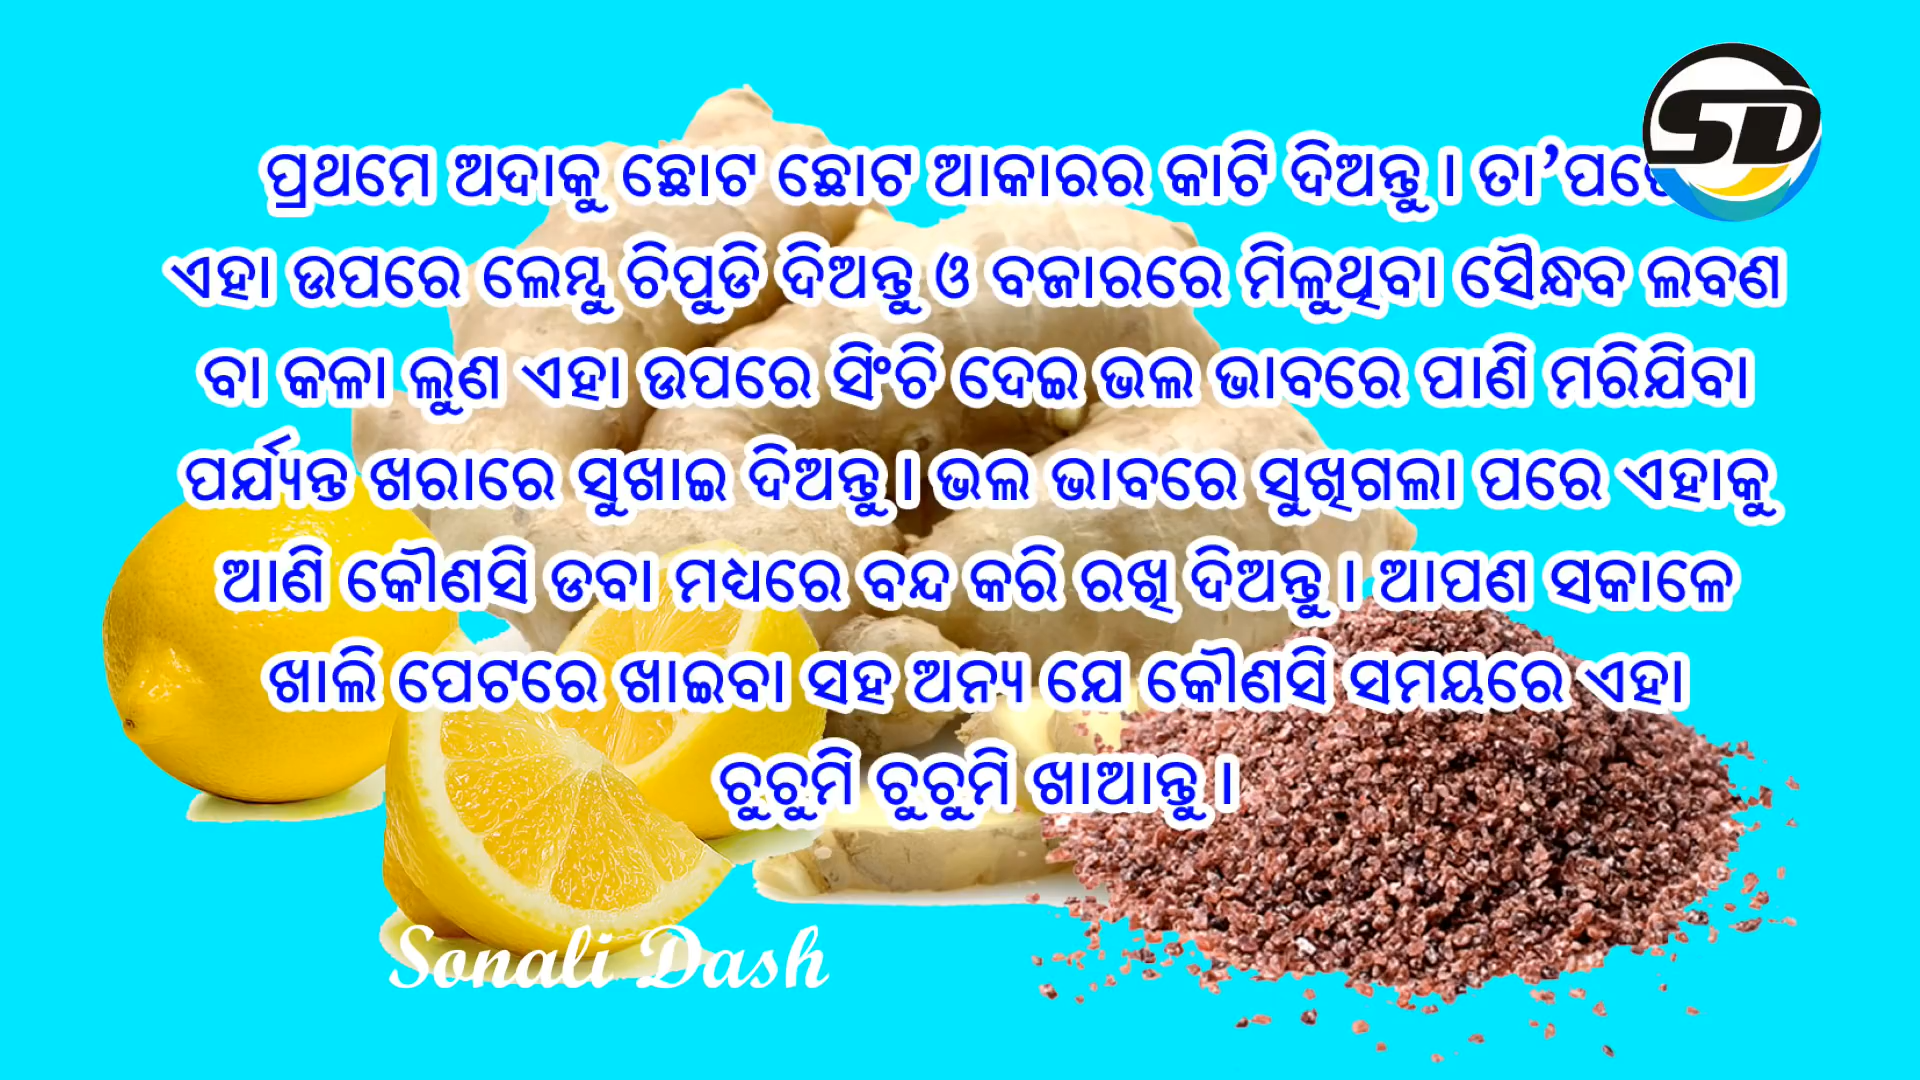 ପ୍ରଥମେ ଅଦାକୁ ଛୋଟ ଛୋଟ ଆକାରର କାଟି ଦିଅନ୍ତୁ । ତା’ପରେ
ଏହା ଉପରେ ଲେମ୍ବୁ ଚିପୁଡି ଦିଅନ୍ତୁ ଓ ବଜାରରେ ମିଳୁଥିବା ସୈନ୍ଧବ ଲବଣ
ବା କଳା ଲୁଣ ଏହା ଉପରେ ସିଂଚି ଦେଇ ଭଲ ଭାବରେ ପାଣି ମରିଯିବା
ପର୍ଯ୍ୟନ୍ତ ଖରାରେ ସୁଖାଇ ଦିଅନ୍ତୁ । ଭଲ ଭାବରେ ସୁଖିଗଲା ପରେ ଏହାକୁ
ଆଣି କୌଣସି ଡବା ମଧ୍ୟରେ ବନ୍ଦ କରି ରଖି ଦିଅନ୍ତୁ । ଆପଣ ସକାଳେ
ଖାଲି ପେଟରେ ଖାଇବା ସହ ଅନ୍ୟ ଯେ କୌଣସି ସମୟରେ ଏହା
ଚୁଚୁମି ଚୁଚୁମି ଖାଆନ୍ତୁ ।
SD
Sonali Dash